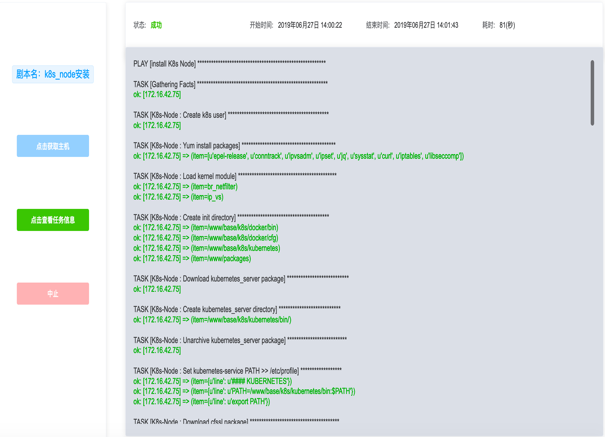 状态: 成功 开始时间: 2019年06月27日 14:00:22 结束时间: 2019年06月27日 14:01:43 耗时: 81(秒)
剧本名: k8s_node安装
点击获取主机
点击查看任务信息
中止
PLAY [install K8s Node] ********************************************************
TASK [Gathering Facts] *********************************************************
ok: [172.16.42.75]
TASK [K8s-Node : Create k8s user] ********************************************
ok: [172.16.42.75]
TASK [K8s-Node : Yum install packages] *****************************************
ok: [172.16.42.75] => (item=[u'epel-release', u'conntrack', u'ipvsadm', u'ipset', u'jq', u'sysstat', u'curl', u'iptables', u'libseccomp'])
TASK [K8s-Node : Load kernel module] *******************************************
ok: [172.16.42.75] => (item=br_netfilter)
ok: [172.16.42.75] => (item=ip_vs)
TASK [K8s-Node : Create init directory] ****************************************
ok: [172.16.42.75] => (item=/www/base/k8s/docker/bin)
ok: [172.16.42.75] => (item=/www/base/k8s/docker/cfg)
ok: [172.16.42.75] => (item=/www/base/k8s/kubernetes)
ok: [172.16.42.75] => (item=/www/packages)
TASK [K8s-Node : Download kubernetes_server package] ***************************
ok: [172.16.42.75]
TASK [K8s-Node : Create kubernetes_server directory] ***************************
ok: [172.16.42.75] => (item=/www/base/k8s/kubernetes/bin/)
TASK [K8s-Node : Unarchive kubernetes_server package] **************************
ok: [172.16.42.75]
TASK [K8s-Node : Set kubernetes-service PATH >> /etc/profile] ******************
ok: [172.16.42.75] => (item={u'line': u'#### KUBERNETES'})
ok: [172.16.42.75] => (item={u'line': u'PATH=/www/base/k8s/kubernetes/bin:$PATH'})
ok: [172.16.42.75] => (item={u'line': u'export PATH'})
TASK [K8s-Node : Download cfssl package] ***************************************